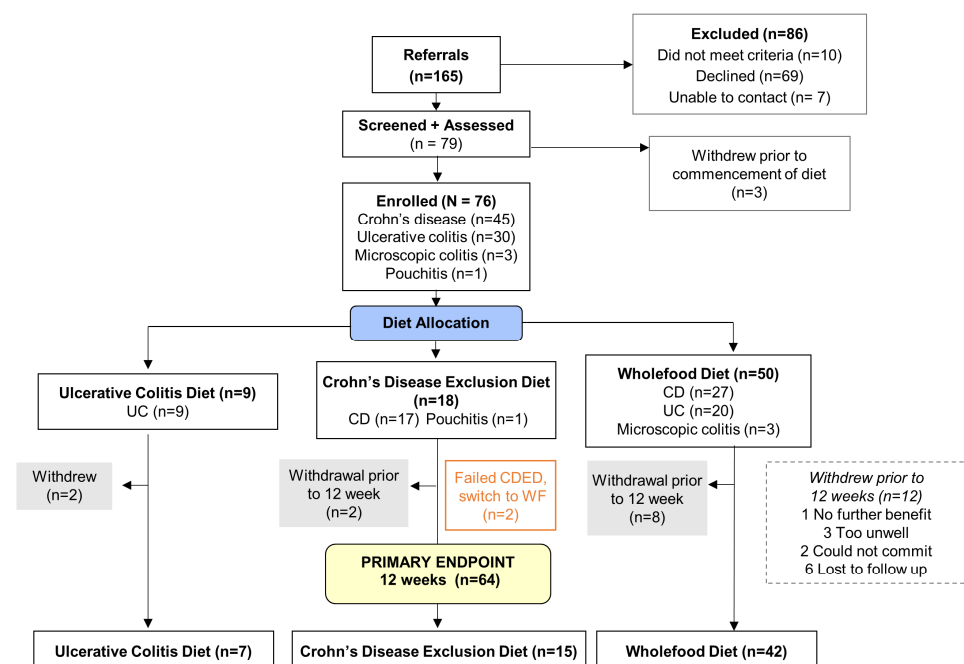 Referrals
(n=165)
Excluded (n=86)
Did not meet criteria (n=10)
Declined (n=69)
Unable to contact (n= 7)
Screened + Assessed
(n = 79)
Withdrew prior to
commencement of diet
(n=3)
Enrolled (N = 76)
Crohn's disease (n=45)
Ulcerative colitis (n=30)
Microscopic colitis (n=3)
Pouchitis (n=1)
Diet Allocation
Ulcerative Colitis Diet (n=9)
UC (n=9)
Crohn's Disease Exclusion Diet
(n=18)
CD (n=17) Pouchitis (n=1)
Wholefood Diet (n=50)
CD (n=27)
UC (n=20)
Microscopic colitis (n=3)
Withdrew
(n=2)
Withdrawal prior
to 12 week
(n=2)
Failed CDED,
switch to WF
(n=2)
Withdrawal prior
to 12 week
(n=8)
Withdrew prior to
12 weeks (n=12)
1 No further benefit
3 Too unwell
2 Could not commit
6 Lost to follow up
PRIMARY ENDPOINT
12 weeks (n=64)
Ulcerative Colitis Diet (n=7)
Crohn's Disease Exclusion Diet (n=15)
Wholefood Diet (n=42)